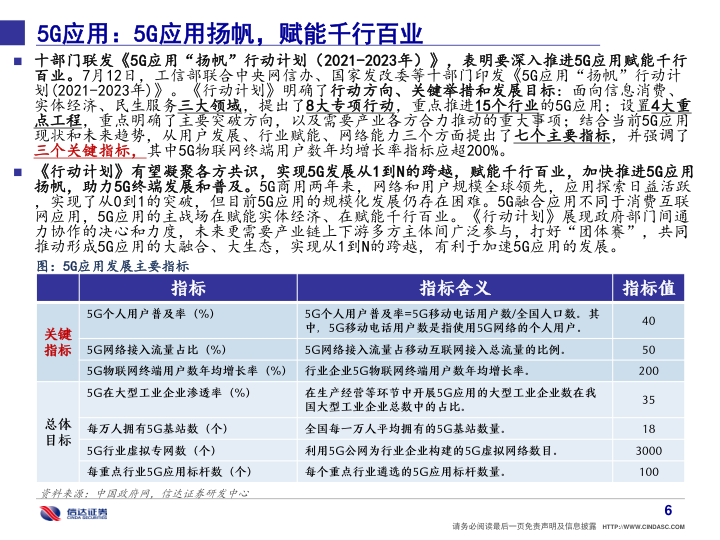 5G应用：5G应用扬帆，赋能千行百业
十部门联发《5G应用“扬帆”行动计划（2021-2023年）》，表明要深入推进5G应用赋能千行
百业。7月12日，工信部联合中央网信办、国家发改委等十部门印发《5G应用“扬帆”行动计
划(2021-2023年)》。《行动计划》明确了行动方向、关键举措和发展目标：面向信息消费、
实体经济、民生服务三大领域，提出了8大专项行动，重点推进15个行业的5G应用；设置4大重
点工程，重点明确了主要突破方向，以及需要产业各方合力推动的重大事项；结合当前5G应用
现状和未来趋势，从用户发展、行业赋能、网络能力三个方面提出了七个主要指标，并强调了
三个关键指标，其中5G物联网终端用户数年均增长率指标应超200%。
《行动计划》有望凝聚各方共识，实现5G发展从1到N的跨越，赋能千行百业，加快推进5G应用
扬帆，助力5G终端发展和普及。5G商用两年来，网络和用户规模全球领先，应用探索日益活跃
，实现了从0到1的突破，但目前5G应用的规模化发展仍存在困难。5G融合应用不同于消费互联
网应用，5G应用的主战场在赋能实体经济、在赋能千行百业。《行动计划》展现政府部门间通
力协作的决心和力度，未来更需要产业链上下游多方主体间广泛参与，打好“团体赛”，共同
推动形成5G应用的大融合、大生态，实现从1到N的跨越，有利于加速5G应用的发展。
图：5G应用发展主要指标
指标 指标含义 指标值
关键
指标
5G个人用户普及率（%） 5G个人用户普及率=5G移动电话用户数/全国人口数。其
中，5G移动电话用户数是指使用5G网络的个人用户。 40
5G网络接入流量占比（%） 5G网络接入流量占移动互联网接入总流量的比例。 50
5G物联网终端用户数年均增长率（%） 行业企业5G物联网终端用户数年均增长率。 200
总体
目标
5G在大型工业企业渗透率（%） 在生产经营等环节中开展5G应用的大型工业企业数在我
国大型工业企业总数中的占比。 35
每万人拥有5G基站数（个） 全国每一万人平均拥有的5G基站数量。 18
5G行业虚拟专网数（个） 利用5G公网为行业企业构建的5G虚拟网络数目。 3000
每重点行业5G应用标杆数（个） 每个重点行业遴选的5G应用标杆数量。 100
资料来源：中国政府网，信达证券研发中心
信达证券
CINDA SECURITIES
6
请务必阅读最后一页免责声明及信息披露 HTTP://WWW.CINDASC.COM